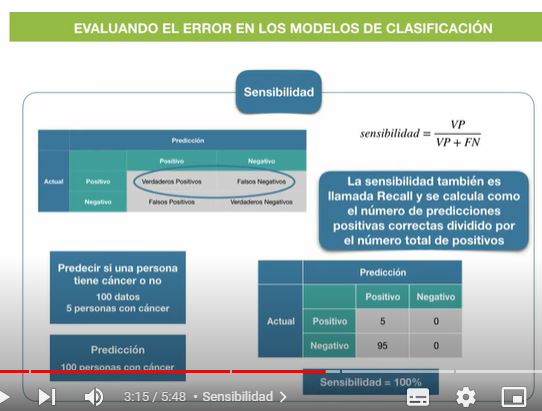 EVALUANDO EL ERROR EN LOS MODELOS DE CLASIFICACIÓN
Sensibilidad
Predicción
Positivo Negativo
Actual Positivo Verdaderos Positivos Falsos Negativos
Negativo Falsos Positivos Verdaderos Negativos
sensibilidad = VP / VP + FN
La sensibilidad también es
llamada Recall y se calcula como
el número de predicciones
positivas correctas dividido por
el número total de positivos
Predecir si una persona
tiene cáncer o no
100 datos
5 personas con cáncer
Predicción
100 personas con cáncer
Predicción
Positivo Negativo
Actual Positivo 5 0
Negativo 95 0
Sensibilidad = 100%
3:15 / 5:48 • Sensibilidad >